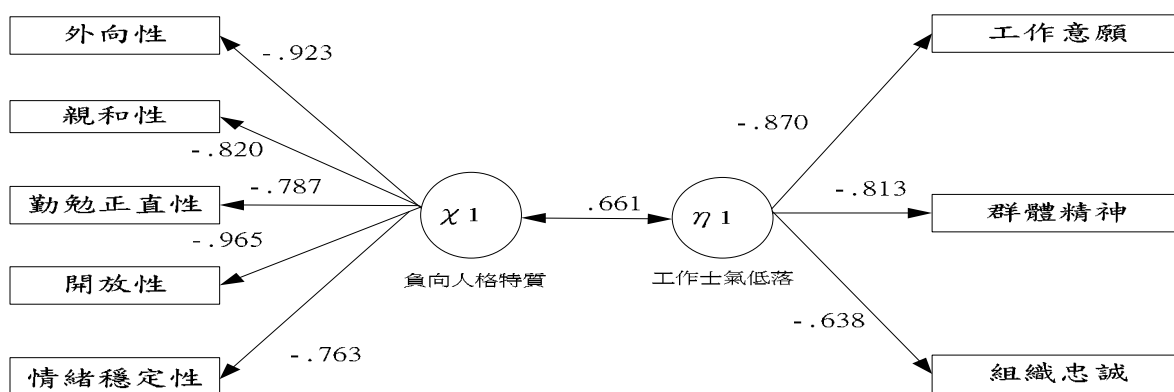 外向性
-.923
親和性
-.820
勤勉正直性
-.787
-.965
開放性
情緒穩定性
-.763
χ1
負向人格特質
.661
η1
工作士氣低落
工作意願
-.870
-.813
群體精神
-.638
組織忠誠